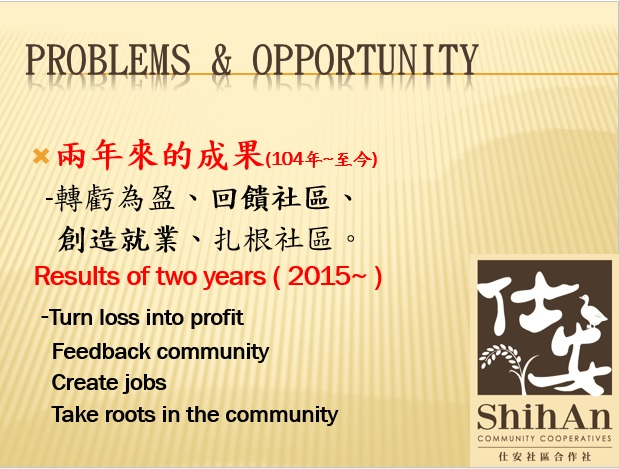 PROBLEMS & OPPORTUNITY
兩年來的成果(104年~至今)
-轉虧為盈、回饋社區、
創造就業、扎根社區。
Results of two years ( 2015~ )
-Turn loss into profit
Feedback community
Create jobs
Take roots in the community
仕安
ShihAn
COMMUNITY COOPERATIVES
仕安社區合作社